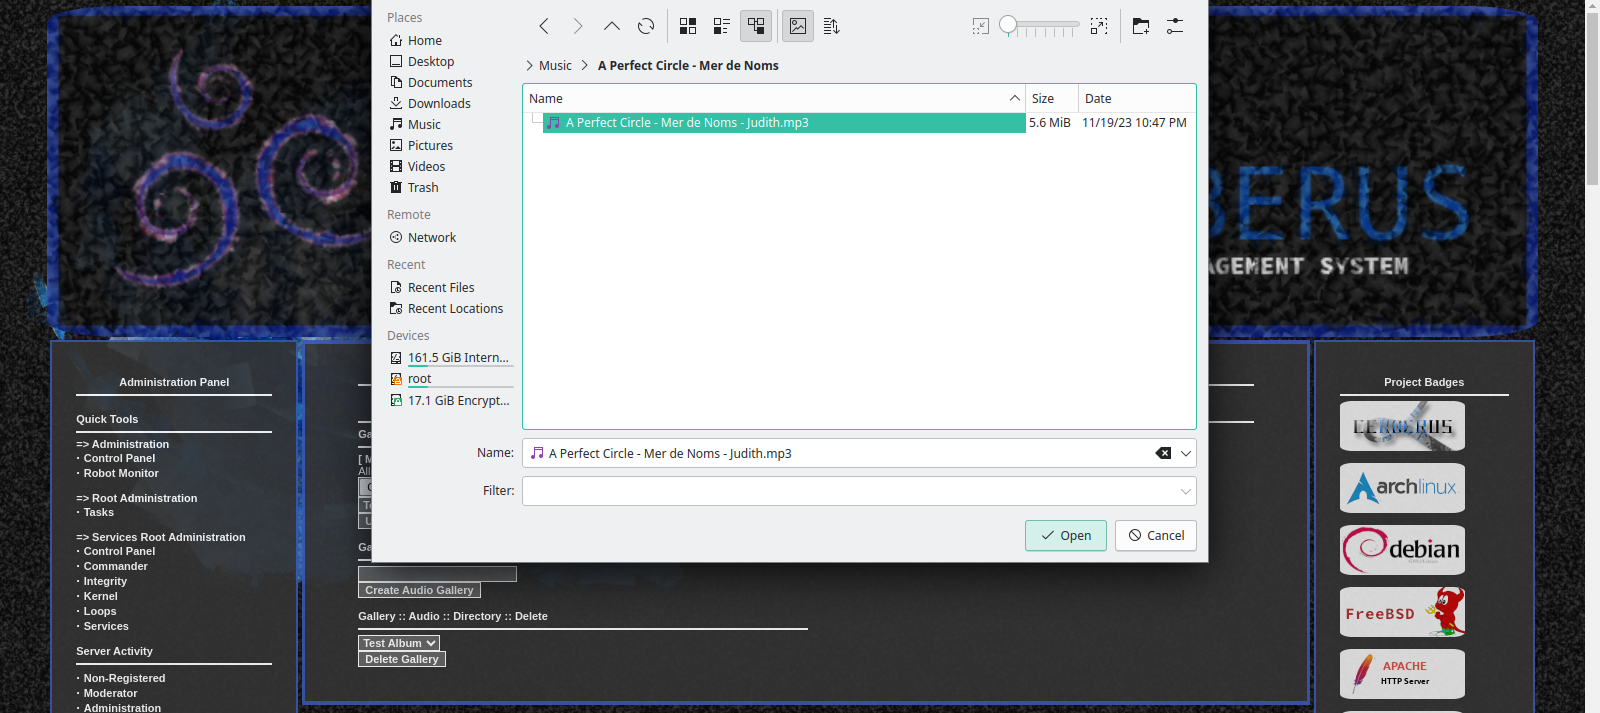 Places
Home
Desktop
Documents
Downloads
Music
Pictures
Videos
Trash
Remote
Network
Recent
Recent Files
Recent Locations
Devices
161.5 GiB Intern...
root
17.1 GiB Encrypt...
Music > A Perfect Circle - Mer de Noms
Name Size Date
A Perfect Circle - Mer de Noms - Judith.mp3 5.6 MiB 11/19/23 10:47 PM
Name: A Perfect Circle - Mer de Noms - Judith.mp3
Filter:
Open Cancel
BERUS
AGEMENT SYSTEM
Administration Panel
Quick Tools
=> Administration
· Control Panel
· Robot Monitor
=> Root Administration
· Tasks
=> Services Root Administration
· Control Panel
· Commander
· Integrity
· Kernel
· Loops
· Services
Server Activity
· Non-Registered
· Moderator
· Administration
Ga
[ M
All
Ga
Create Audio Gallery
Gallery :: Audio :: Directory :: Delete
Test Album
Delete Gallery
Project Badges
CERBERUS
archlinux
debian
FreeBSD
APACHE
HTTP Server